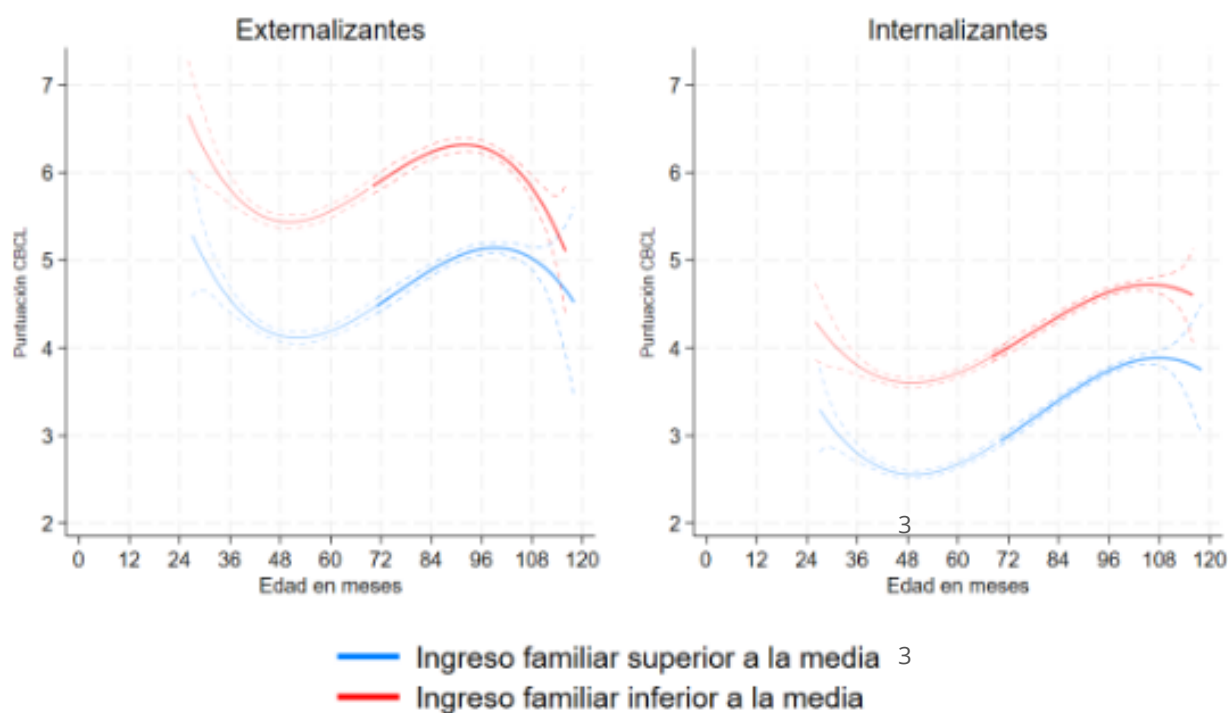 Externalizantes
Puntuación CBCL
7
6
5
4
3
2
0 12 24 36 48 60 72 84 96 108 120
Edad en meses
Internalizantes
Puntuación CBCL
7
6
5
4
3
2
3
0 12 24 36 48 60 72 84 96 108 120
Edad en meses
Ingreso familiar superior a la media 3
Ingreso familiar inferior a la media